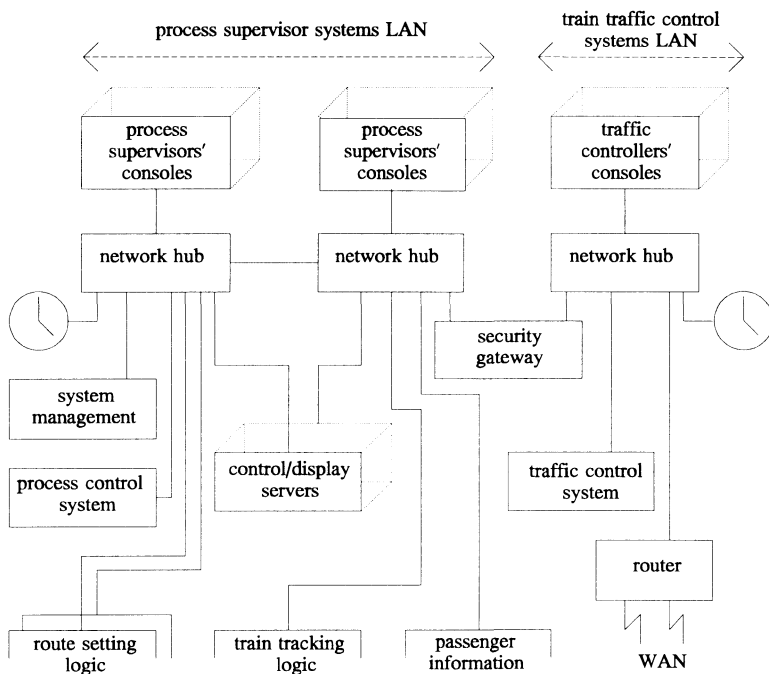 process supervisor systems LAN
train traffic control
systems LAN
process
supervisors'
consoles
process
supervisors'
consoles
traffic
controllers'
consoles
network hub
network hub
network hub
security
gateway
system
management
process control
system
control/display
servers
traffic control
system
router
route setting
logic
train tracking
logic
passenger
information
WAN